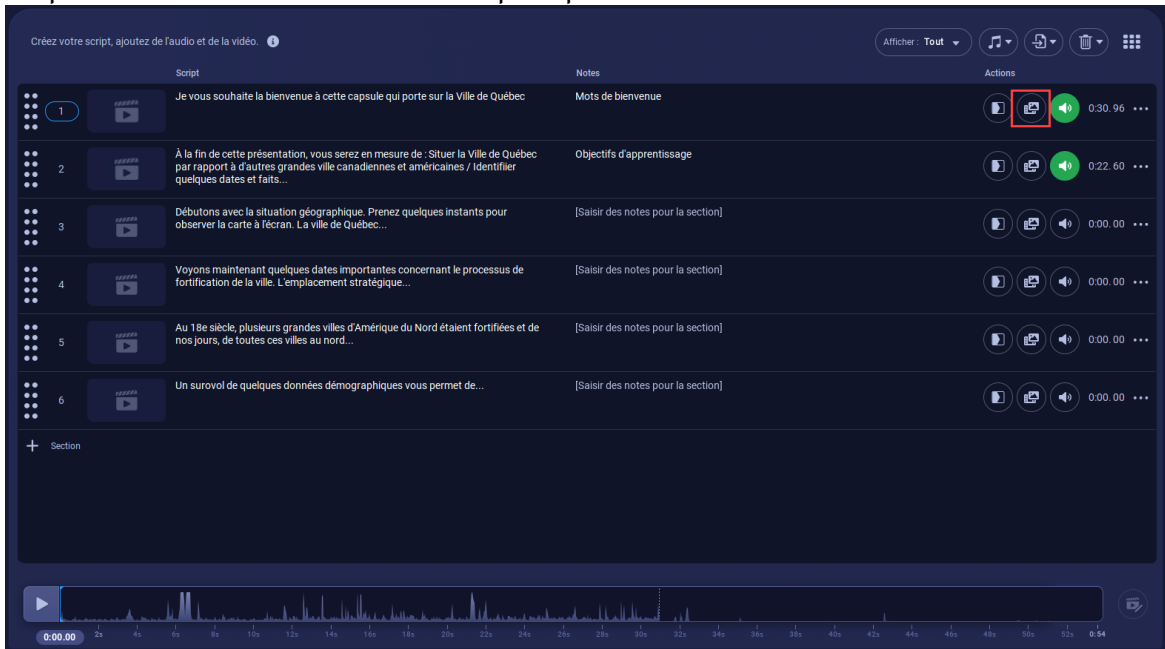 Créez votre script, ajoutez de l'audio et de la vidéo.
Afficher : Tout
Script Notes Actions
1
Je vous souhaite la bienvenue à cette capsule qui porte sur la Ville de Québec
Mots de bienvenue
0:30.96
2
À la fin de cette présentation, vous serez en mesure de : Situer la Ville de Québec
par rapport à d'autres grandes ville canadiennes et américaines / Identifiier
quelques dates et faits...
Objectifs d'apprentissage
0:22.60
3
Débutons avec la situation géographique. Prenez quelques instants pour
observer la carte à l'écran. La ville de Québec...
[Saisir des notes pour la section]
0:00.00
4
Voyons maintenant quelques dates importantes concernant le processus de
fortification de la ville. L'emplacement stratégique...
[Saisir des notes pour la section]
0:00.00
5
Au 18e siècle, plusieurs grandes villes d'Amérique du Nord étaient fortifiées et de
nos jours, de toutes ces villes au nord...
[Saisir des notes pour la section]
0:00.00
6
Un surovol de quelques données démographiques vous permet de...
[Saisir des notes pour la section]
0:00.00
+ Section
0:00.00 2s 4s 6s 8s 10s 12s 14s 16s 18s 20s 22s 24s 26s 28s 30s 32s 34s 36s 38s 40s 42s 44s 46s 48s 50s 52s 0:54